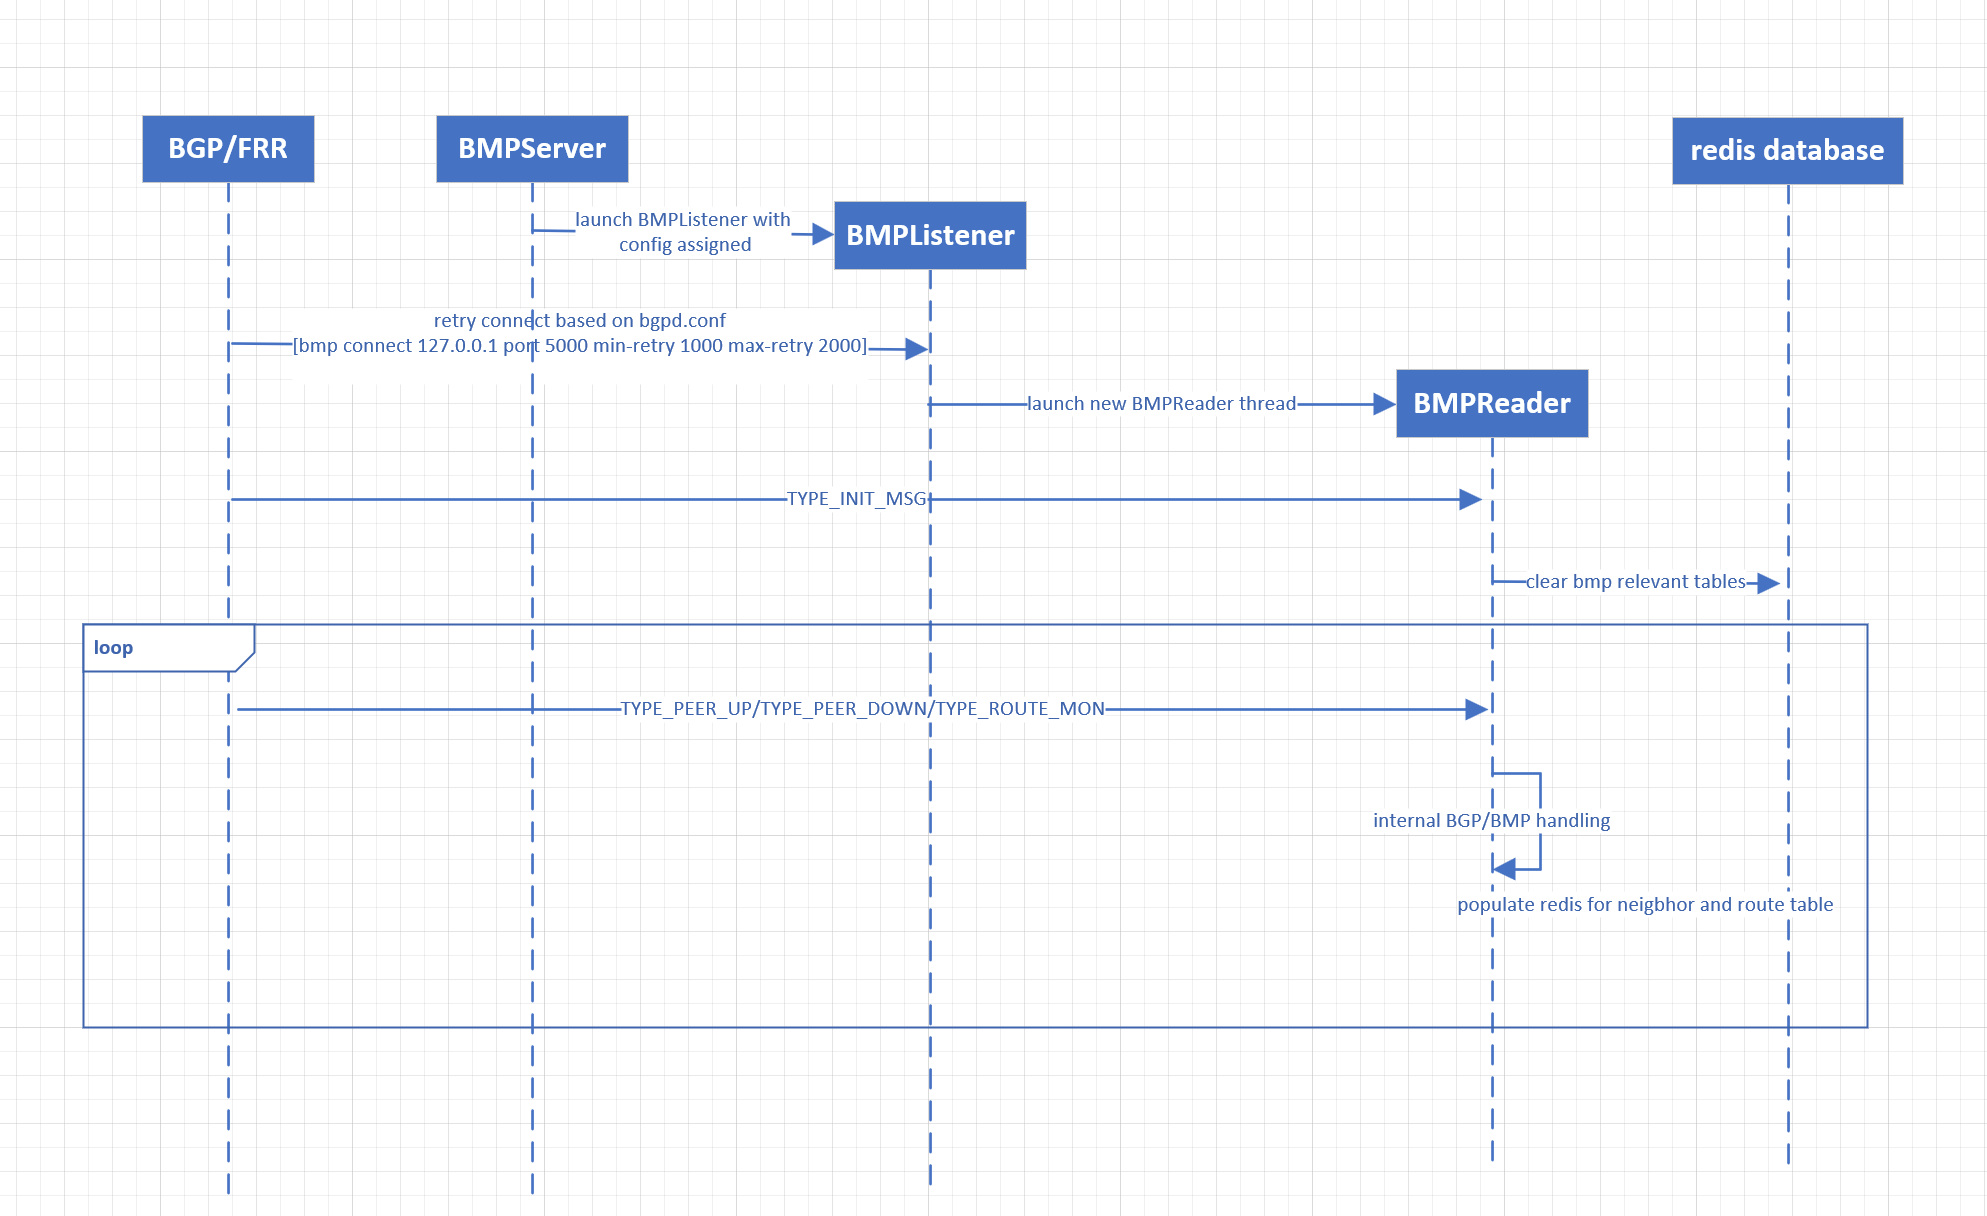 BGP/FRR
BMPServer
redis database
launch BMPListener with
config assigned
BMPListener
retry connect based on bgpd.conf
[bmp connect 127.0.0.1 port 5000 min-retry 1000 max-retry 2000]
launch new BMPReader thread
BMPReader
TYPE_INIT_MSG
clear bmp relevant tables
loop
TYPE_PEER_UP/TYPE_PEER_DOWN/TYPE_ROUTE_MON
internal BGP/BMP handling
populate redis for neigbhor and route table